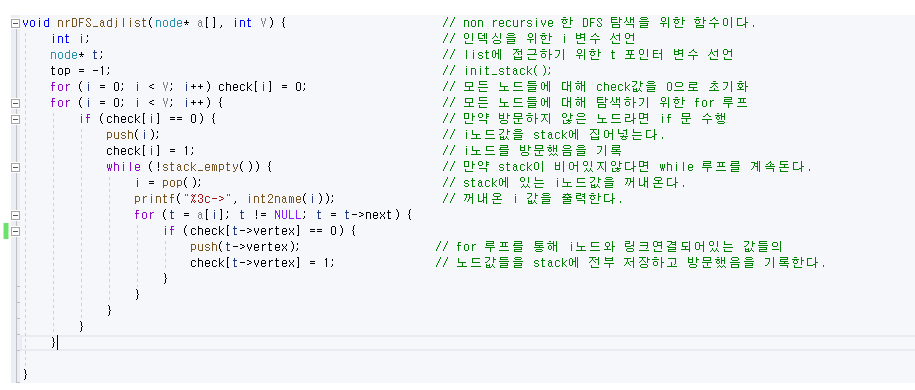 void nrDFS_adjlist(node* a[], int V) { // non recursive 한 DFS 탐색을 위한 함수이다.
int i; // 인덱싱을 위한 i 변수 선언
node* t; // list에 접근하기 위한 t 포인터 변수 선언
top = -1; // init_stack();
for (i = 0; i < V; i++) check[i] = 0; // 모든 노드들에 대해 check값을 0으로 초기화
for (i = 0; i < V; i++) { // 모든 노드들에 대해 탐색하기 위한 for 루프
if (check[i] == 0) { // 만약 방문하지 않은 노드라면 if 문 수행
push(i); // i노드값을 stack에 집어넣는다.
check[i] = 1; // i노드를 방문했음을 기록
while (!stack_empty()) { // 만약 stack이 비어있지않다면 while 루프를 계속돈다.
i = pop(); // stack에 있는 i노드값을 꺼내온다.
printf("%3c->", int2name(i)); // 꺼내온 i 값을 출력한다.
for (t = a[i]; t != NULL; t = t->next) {
if (check[t->vertex] == 0) {
push(t->vertex); // for 루프를 통해 i노드와 링크연결되어있는 값들의
check[t->vertex] = 1; // 노드값들을 stack에 전부 저장하고 방문했음을 기록한다.
}
}
}
}
}
}